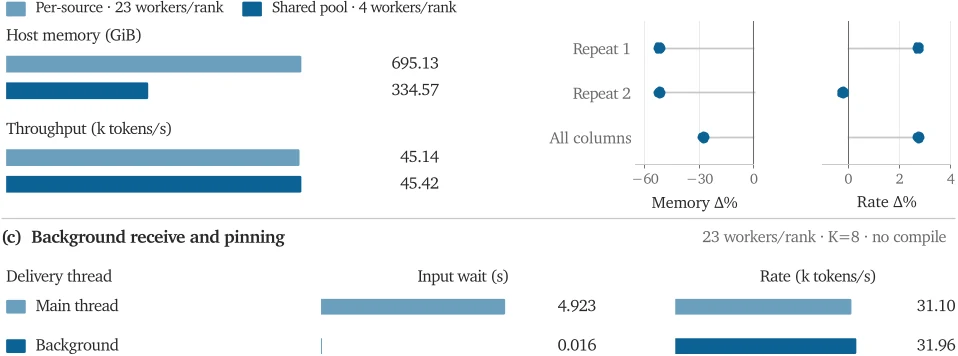 Per-source · 23 workers/rank Shared pool · 4 workers/rank
Host memory (GiB)
695.13
334.57
Throughput (k tokens/s)
45.14
45.42
Repeat 1
Repeat 2
All columns
−60 −30 0
Memory Δ%
0 2 4
Rate Δ%
(c) Background receive and pinning 23 workers/rank · K=8 · no compile
Delivery thread Input wait (s) Rate (k tokens/s)
Main thread 4.923 31.10
Background 0.016 31.96